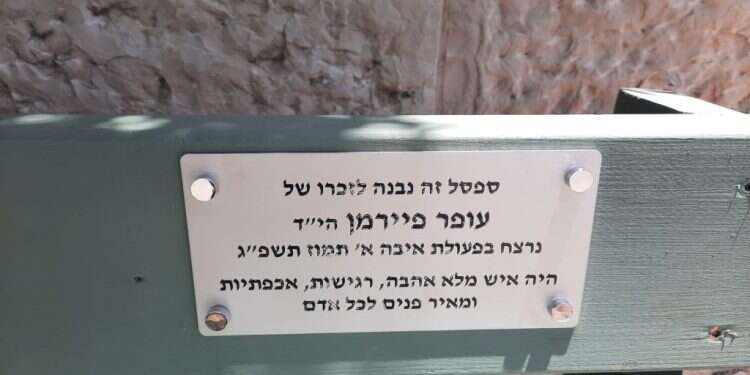 ספסל זה נבנה לזכרו של
עופר פיירמן הי״ד
נרצח בפעולת איבה א׳ תמוז תשפ״ג
היה איש מלא אהבה, רגישות, אכפתיות
ומאיר פנים לכל אדם